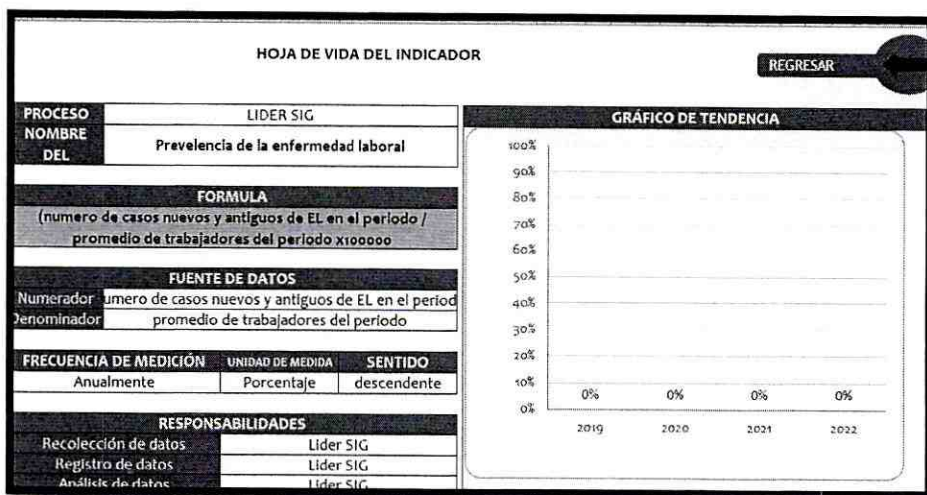 HOJA DE VIDA DEL INDICADOR
REGRESAR
PROCESO
LIDER SIG
NOMBRE
DEL
Prevelencia de la enfermedad laboral
FORMULA
(numero de casos nuevos y antiguos de EL en el periodo /
promedio de trabajadores del periodo x100000
FUENTE DE DATOS
Numerador umero de casos nuevos y antiguos de EL en el period
Denominador promedio de trabajadores del periodo
FRECUENCIA DE MEDICIÓN UNIDAD DE MEDIDA SENTIDO
Anualmente Porcentaje descendente
RESPONSABILIDADES
Recolección de datos Lider SIG
Registro de datos Lider SIG
Análisis de datos Lider SIG
GRÁFICO DE TENDENCIA
100%
90%
80%
70%
60%
50%
40%
30%
20%
10%
0%
0% 0% 0% 0%
2019 2020 2021 2022